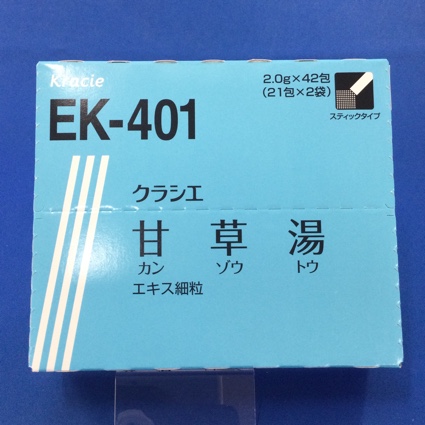 Kracie
EK-401
2.0g×42包
(21包×2袋)
スティックタイプ
クラシエ
甘草湯
カン ゾウ トウ
エキス細粒